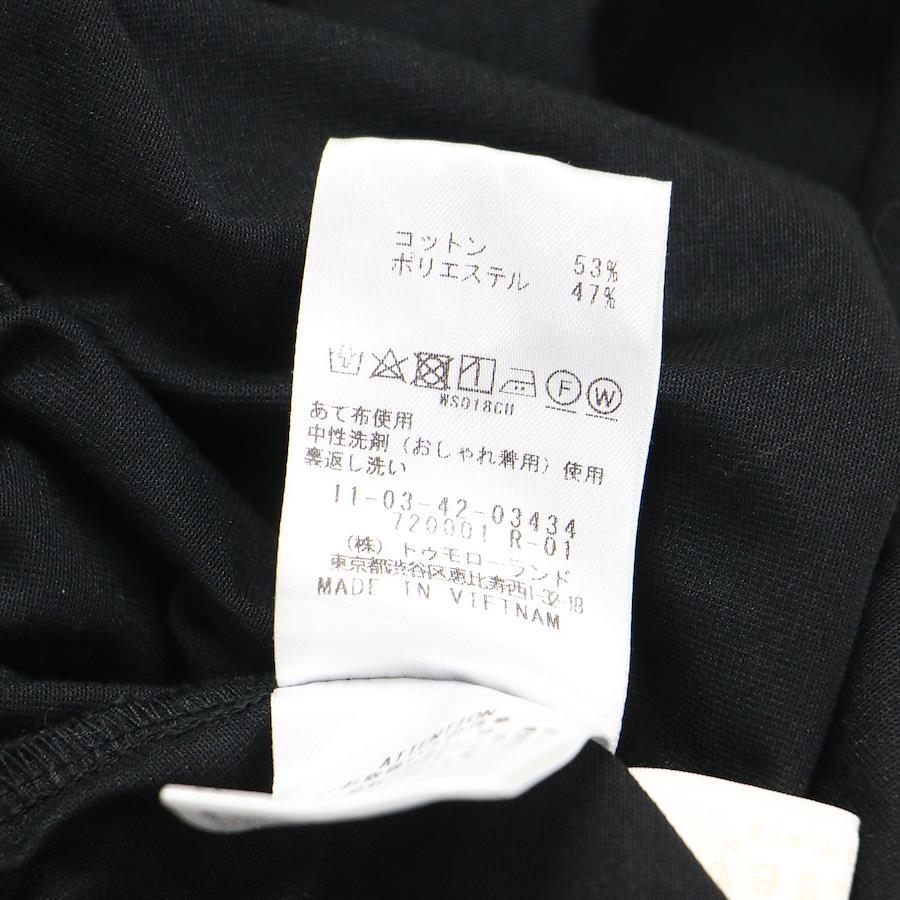 コットン 53%
ポリエステル 47%
F W
WSD18CU
あて布使用
中性洗剤（おしゃれ着用）使用
裏返し洗い
11-03-42-03434
720001 R-01
（株）トゥモローランド
東京都渋谷区恵比寿西1-32-18
MADE IN VIETNAM
ATTENTION